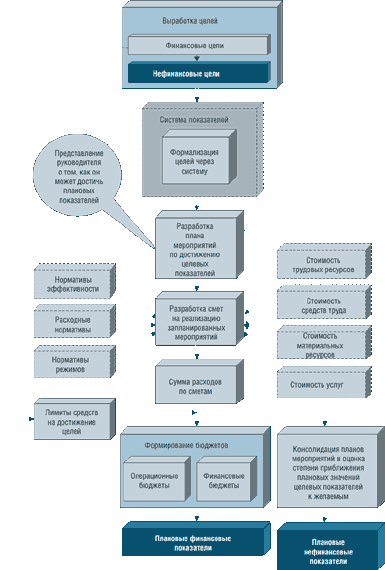 Выработка целей
Финансовые цели
Нефинансовые цели
Система показателей
Формализация
целей через
систему
Представление
руководителя
о том, как он
может достичь
плановых
показателей
Разработка
плана
мероприятий
по достижению
целевых
показателей
Нормативы
эффективности
Расходные
нормативы
Нормативы
режимов
Лимиты средств
на достижение
целей
Разработка смет
на реализацию
запланированных
мероприятий
Сумма расходов
по сметам
Стоимость
трудовых ресурсов
Стоимость
средств труда
Стоимость
материальных
ресурсов
Стоимость услуг
Формирование бюджетов
Операционные
бюджеты
Финансовые
бюджеты
Плановые финансовые
показатели
Консолидация планов
мероприятий и оценка
степени приближения
плановых значений
целевых показателей
к желаемым
Плановые
нефинансовые
показатели